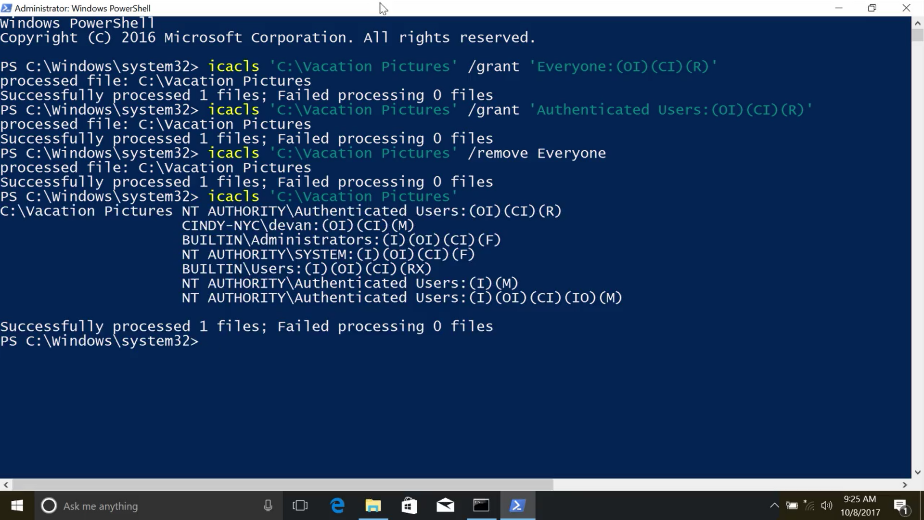 Administrator: Windows PowerShell
Windows PowerShell
Copyright (C) 2016 Microsoft Corporation. All rights reserved.
PS C:\Windows\system32> icacls 'C:\Vacation Pictures' /grant 'Everyone:(OI)(CI)(R)'
processed file: C:\Vacation Pictures
Successfully processed 1 files; Failed processing 0 files
PS C:\Windows\system32> icacls 'C:\Vacation Pictures' /grant 'Authenticated Users:(OI)(CI)(R)'
processed file: C:\Vacation Pictures
Successfully processed 1 files; Failed processing 0 files
PS C:\Windows\system32> icacls 'C:\Vacation Pictures' /remove Everyone
processed file: C:\Vacation Pictures
Successfully processed 1 files; Failed processing 0 files
PS C:\Windows\system32> icacls 'C:\Vacation Pictures'
C:\Vacation Pictures NT AUTHORITY\Authenticated Users:(OI)(CI)(R)
CINDY-NYC\devan:(OI)(CI)(M)
BUILTIN\Administrators:(I)(OI)(CI)(F)
NT AUTHORITY\SYSTEM:(I)(OI)(CI)(F)
BUILTIN\Users:(I)(OI)(CI)(RX)
NT AUTHORITY\Authenticated Users:(I)(M)
NT AUTHORITY\Authenticated Users:(I)(OI)(CI)(IO)(M)
Successfully processed 1 files; Failed processing 0 files
PS C:\Windows\system32>
Ask me anything
9:25 AM
10/8/2017
1